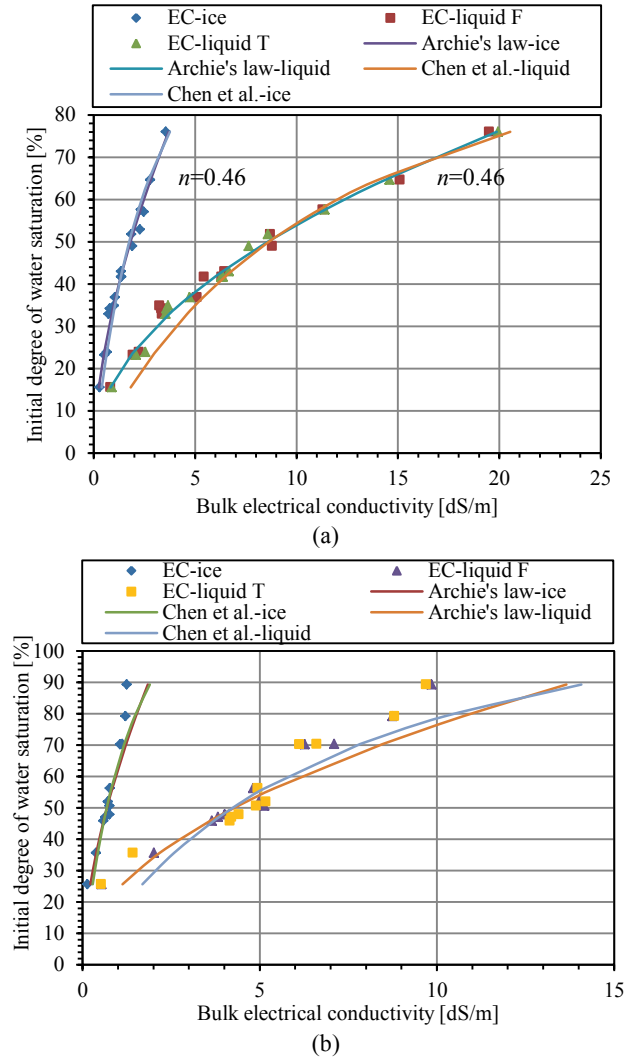 EC-ice EC-liquid F
EC-liquid T Archie's law-ice
Archie's law-liquid Chen et al.-liquid
Chen et al.-ice
80
70
60
50
40
30
20
10
0
Initial degree of water saturation [%]
n=0.46 n=0.46
0 5 10 15 20 25
Bulk electrical conductivity [dS/m]
(a)
EC-ice EC-liquid F
EC-liquid T Archie's law-ice
Chen et al.-ice Archie's law-liquid
Chen et al.-liquid
100
90
80
70
60
50
40
30
20
10
0
Initial degree of water saturation [%]
0 5 10 15
Bulk electrical conductivity [dS/m]
(b)